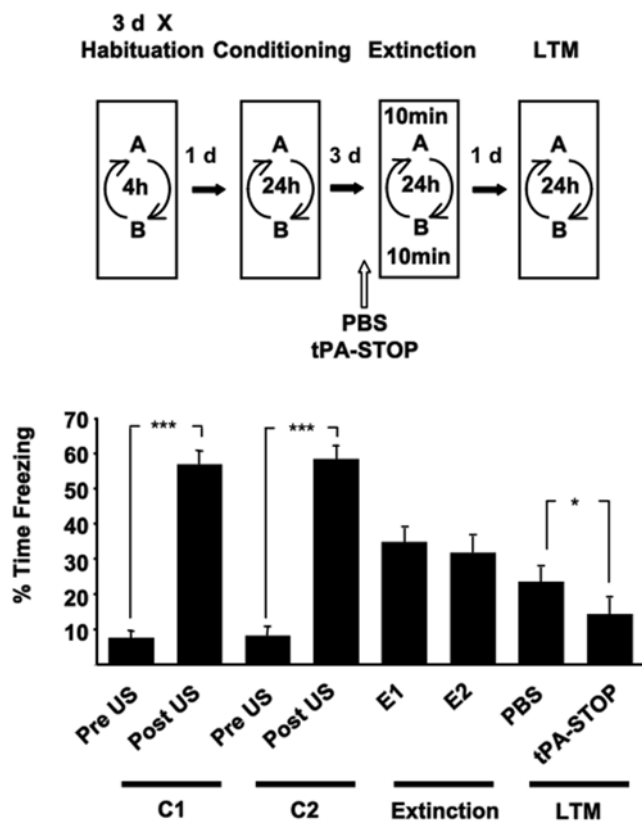 3 d X
Habituation Conditioning Extinction LTM
10min
A A A A
1 d 3 d 1 d
4h 24h 24h 24h
B B B B
10min
PBS
tPA-STOP
70
60
50
40
30
20
10
% Time Freezing
*** *** *
Pre US Post US Pre US Post US E1 E2 PBS tPA-STOP
C1 C2 Extinction LTM